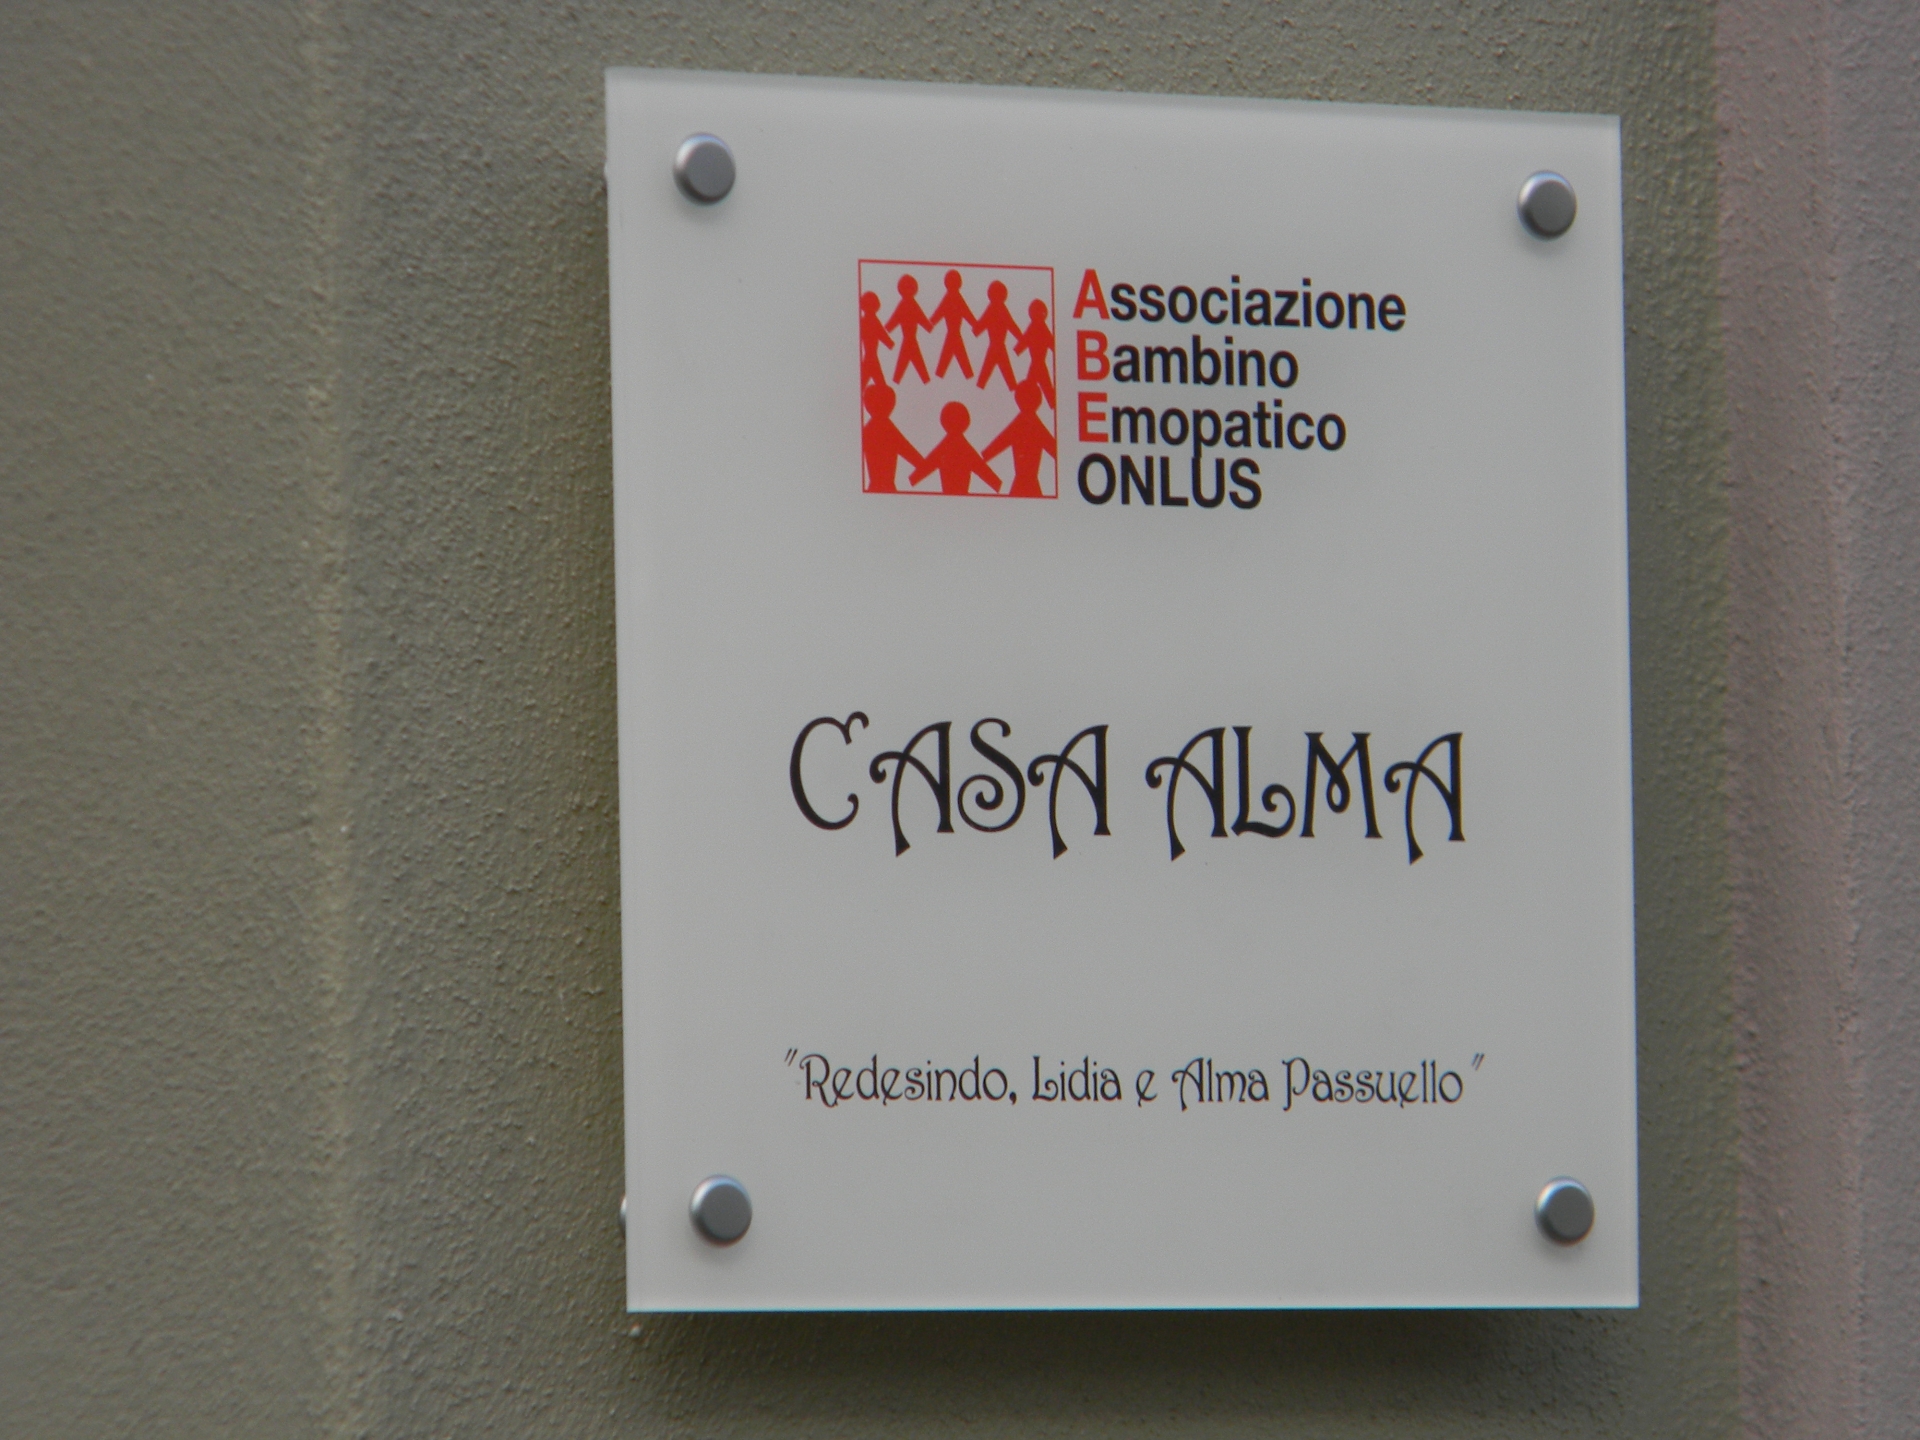 Associazione
Bambino
Emopatico
ONLUS
CASA ALMA
"Redesindo, Lidia e Alma Passuello"